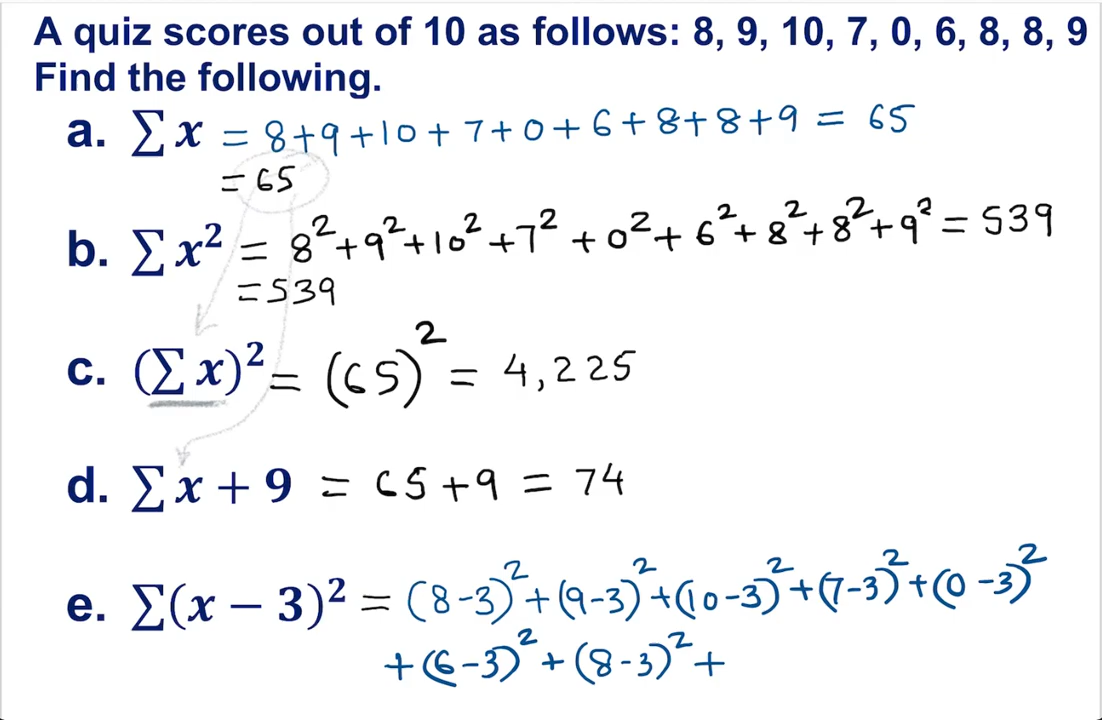 A quiz scores out of 10 as follows: 8, 9, 10, 7, 0, 6, 8, 8, 9
Find the following.
a. ∑ x = 8+9+10+7+0+6+8+8+9 = 65
= 65
b. ∑ x² = 8²+9²+10²+7²+0²+6²+8²+8²+9² = 539
= 539
c. (∑ x)² = (65)² = 4,225
d. ∑ x + 9 = 65+9 = 74
e. ∑(x − 3)² = (8-3)²+(9-3)²+(10-3)²+(7-3)²+(0-3)²
+(6-3)²+(8-3)²+